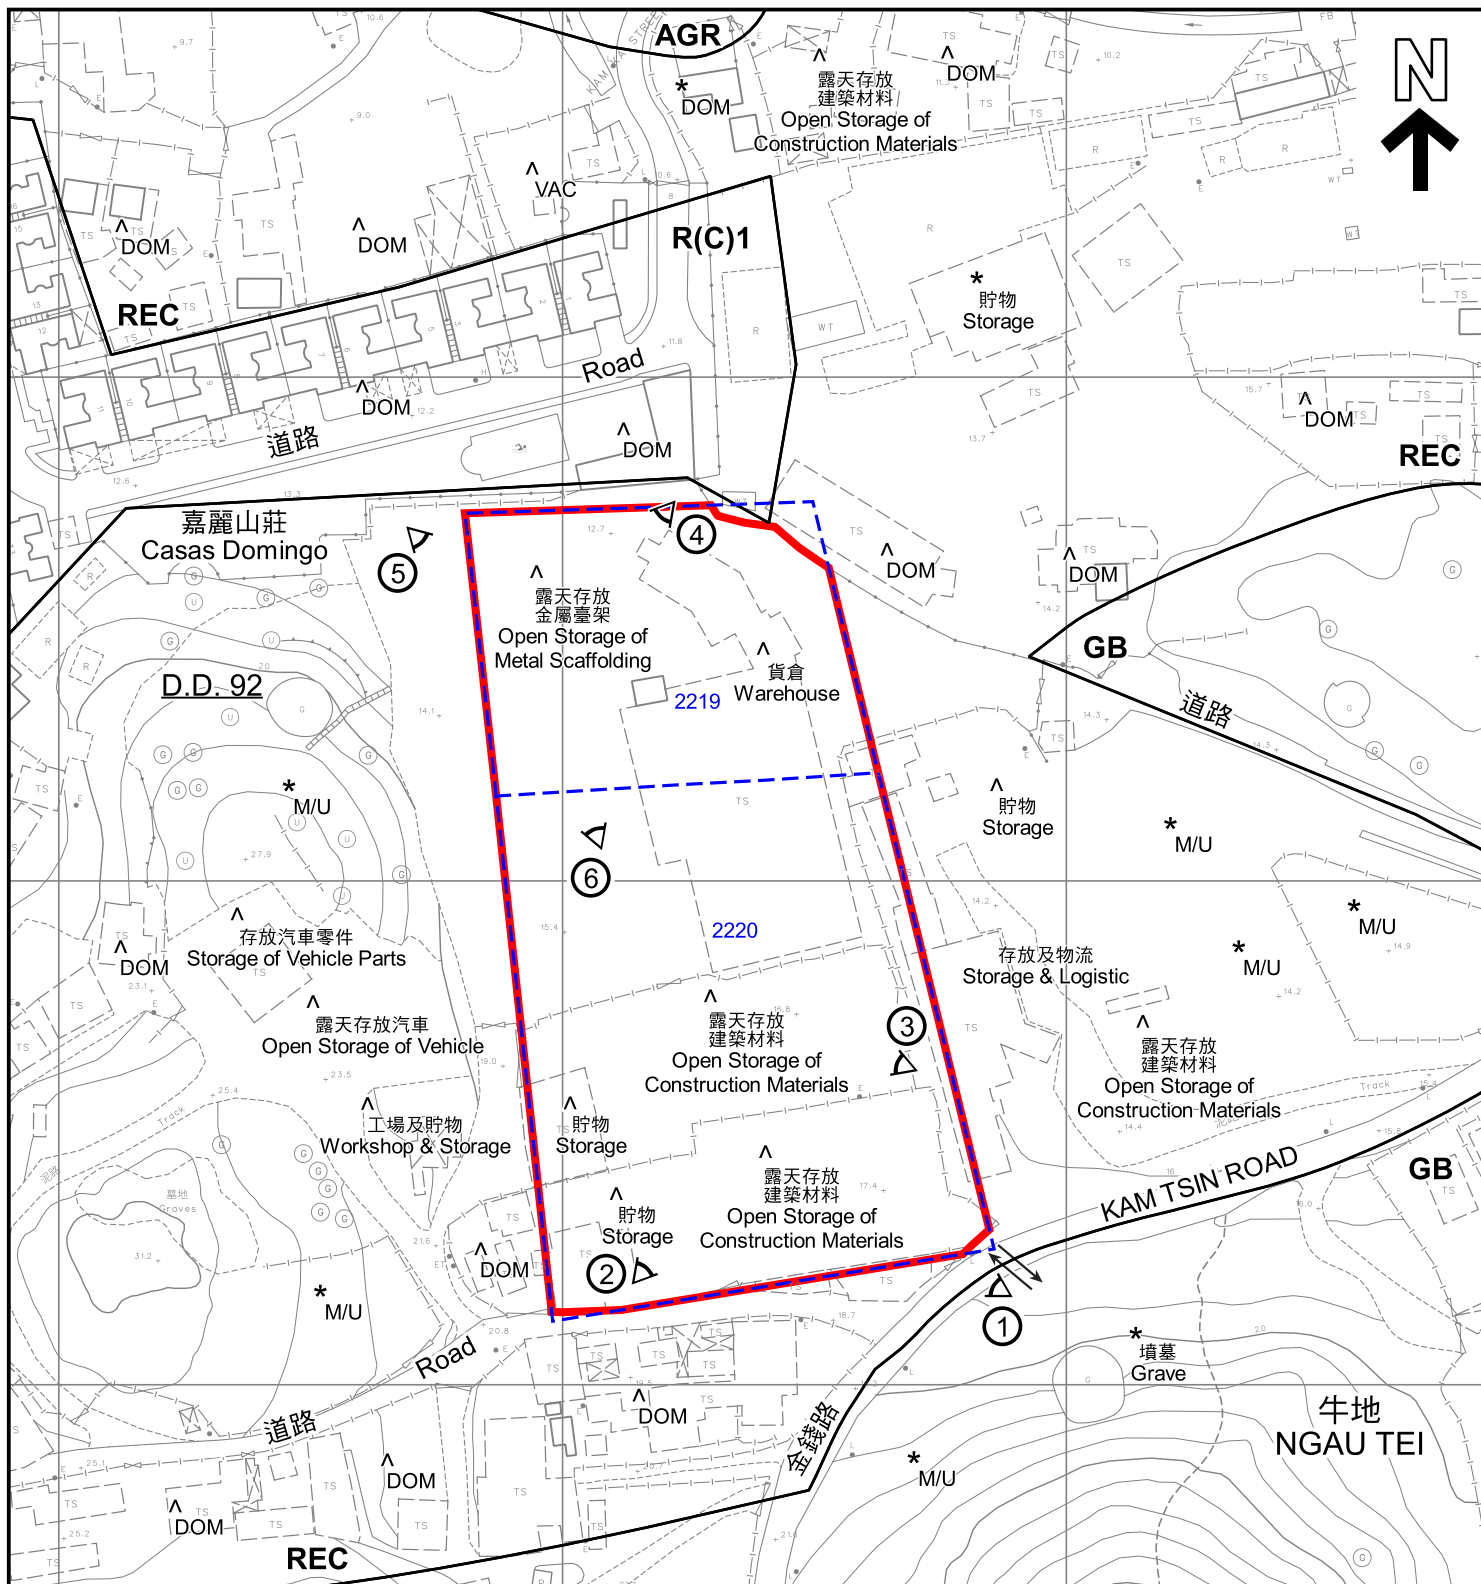 AGR
N
^
露天存放
建築材料
Open Storage of
Construction Materials
^
DOM
*
DOM
^
VAC
^
DOM
^
DOM
R(C)1
REC
*
貯物
Storage
Road
道路
^
DOM
^
DOM
^
DOM
REC
嘉麗山莊
Casas Domingo
5
4
^
DOM
^
DOM
^
露天存放
金屬臺架
Open Storage of
Metal Scaffolding
^
貨倉
Warehouse
GB
D.D. 92
2219
道路
*
M/U
^
貯物
Storage
*
M/U
6
2220
^
存放汽車零件
Storage of Vehicle Parts
^
DOM
存放及物流
Storage & Logistic
*
M/U
*
M/U
^
露天存放汽車
Open Storage of Vehicle
^
露天存放
建築材料
Open Storage of
Construction Materials
3
^
露天存放
建築材料
Open Storage of
Construction Materials
^
工場及貯物
Workshop & Storage
^
貯物
Storage
Track
Track
墓地
Graves
^
露天存放
建築材料
Open Storage of
Construction Materials
KAM TSIN ROAD
GB
^
貯物
Storage
2
^
DOM
1
*
M/U
Road
道路
*
墳墓
Grave
^
DOM
金錢路
牛地
NGAU TEI
*
M/U
^
DOM
^
DOM
REC